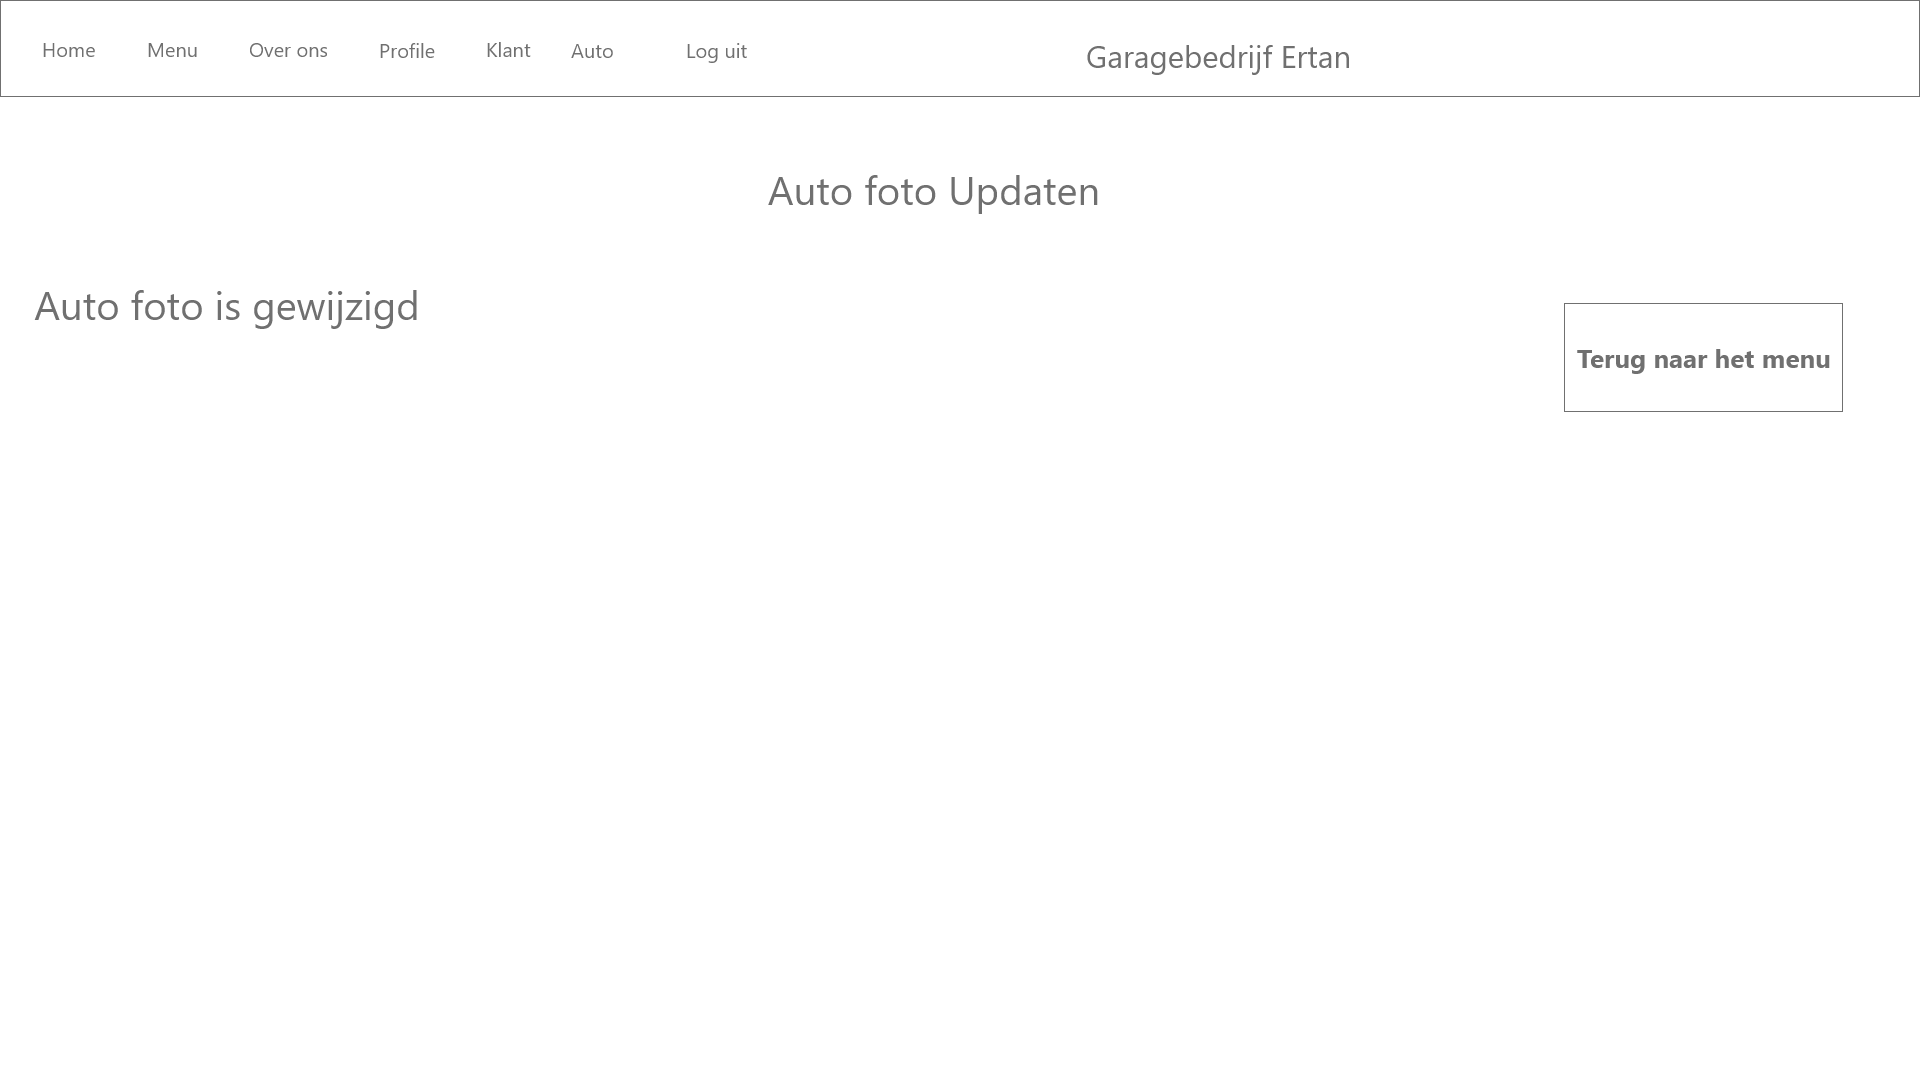 Home Menu Over ons Profile Klant Auto Log uit Garagebedrijf Ertan
Auto foto Updaten
Auto foto is gewijzigd
Terug naar het menu